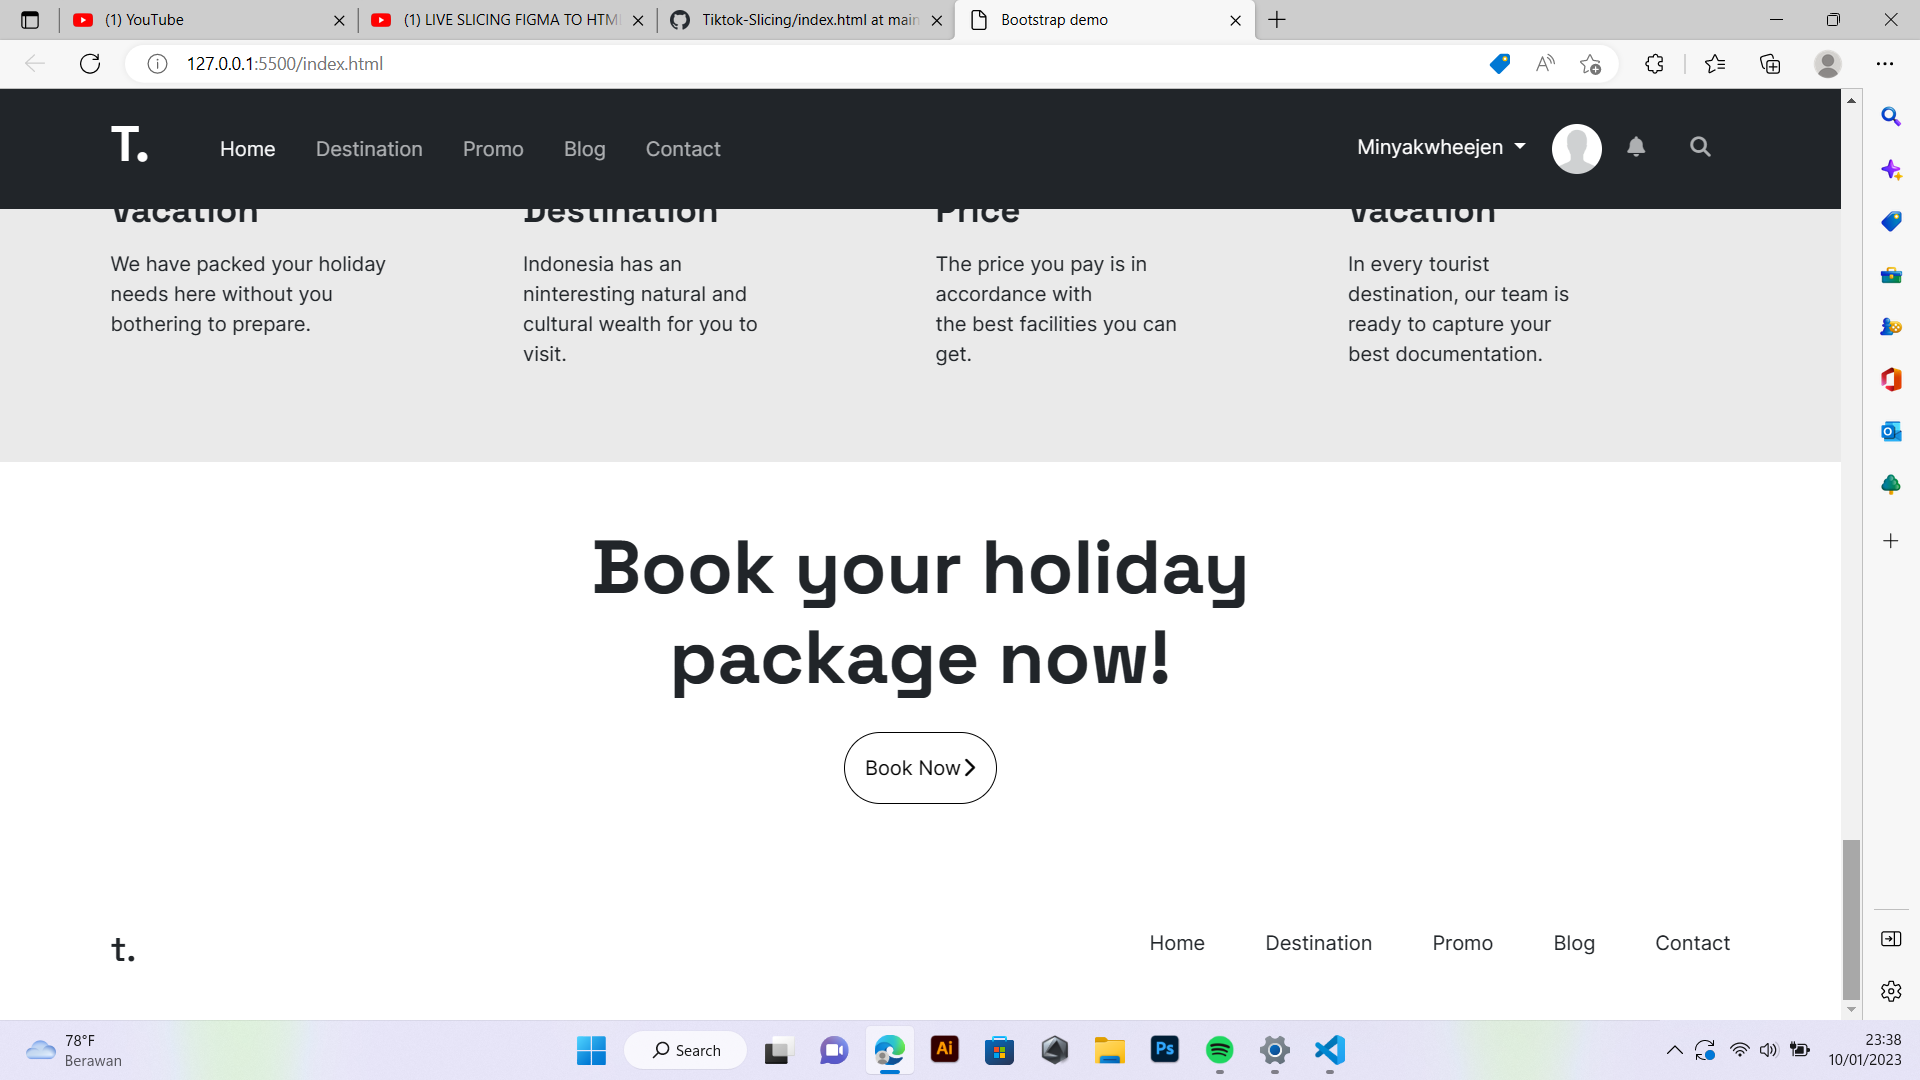 (1) YouTube
(1) LIVE SLICING FIGMA TO HTM
Tiktok-Slicing/index.html at main
Bootstrap demo
127.0.0.1:5500/index.html
T.
Home
Destination
Promo
Blog
Contact
Minyakwheejen
Vacation
Destination
Price
Vacation
We have packed your holiday
needs here without you
bothering to prepare.
Indonesia has an
ninteresting natural and
cultural wealth for you to
visit.
The price you pay is in
accordance with
the best facilities you can
get.
In every tourist
destination, our team is
ready to capture your
best documentation.
Book your holiday
package now!
Book Now
t.
Home
Destination
Promo
Blog
Contact
78°F
Berawan
Search
Ai
Ps
23:38
10/01/2023